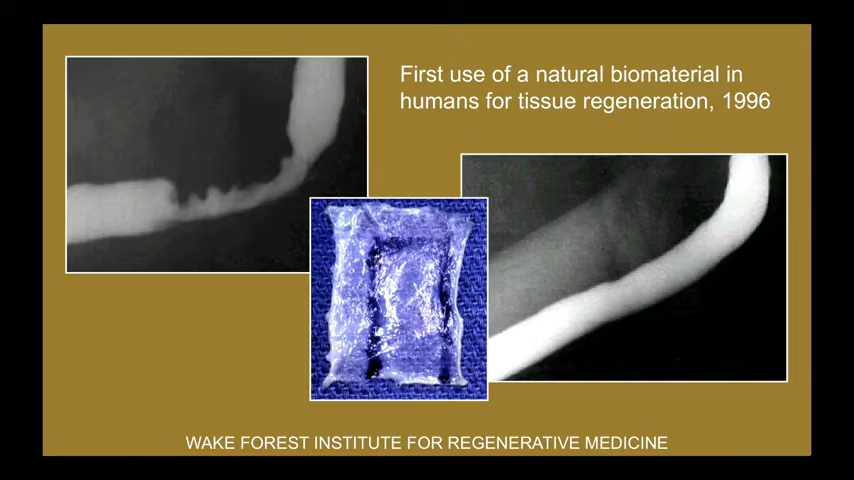 First use of a natural biomaterial in
humans for tissue regeneration, 1996
WAKE FOREST INSTITUTE FOR REGENERATIVE MEDICINE